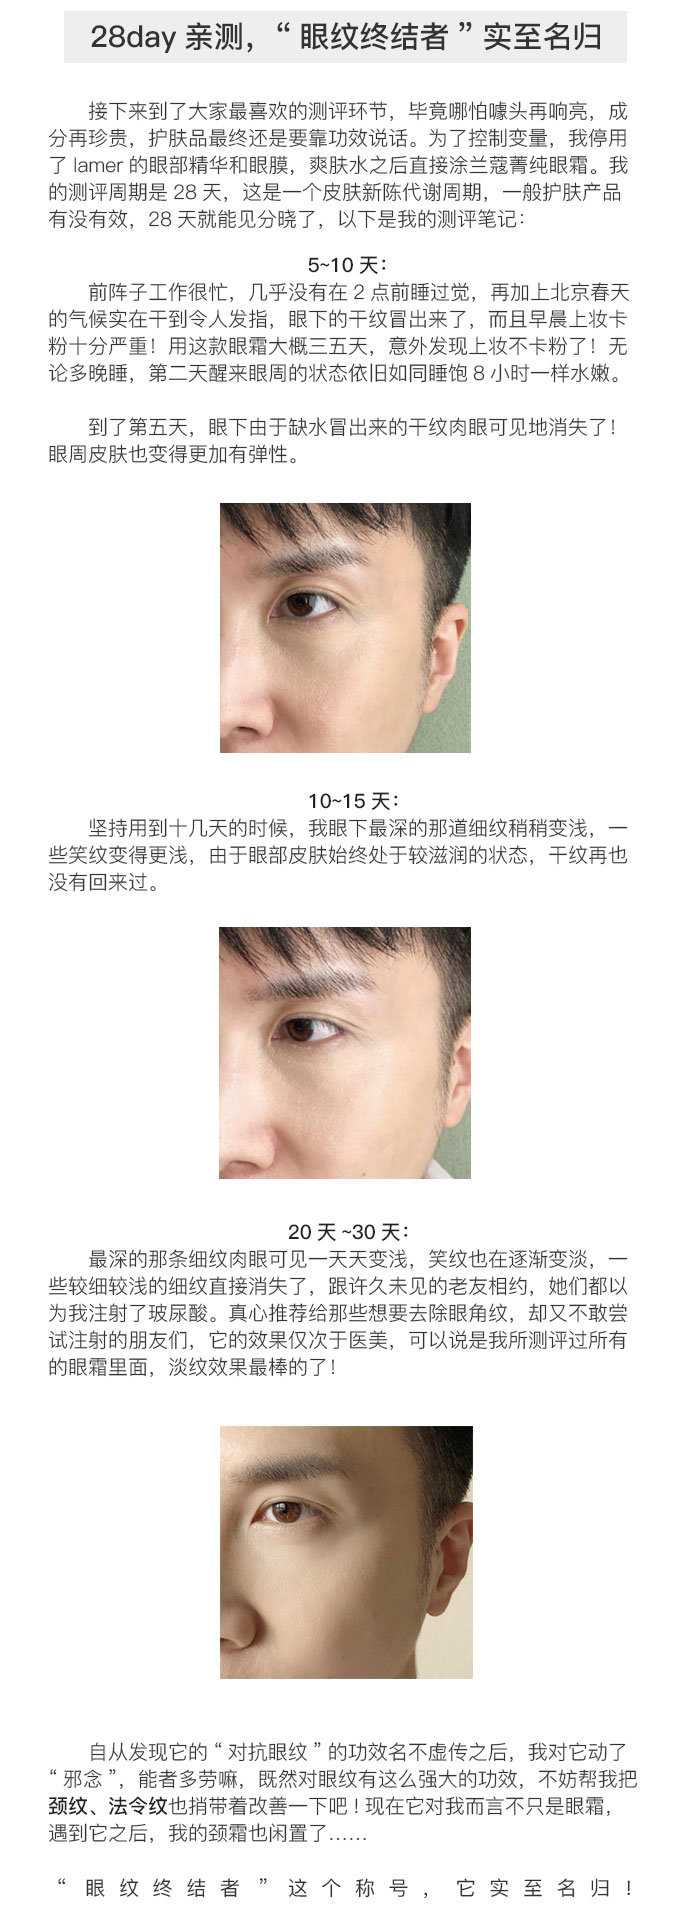 28day 亲测，“ 眼纹终结者 ” 实至名归
接下来到了大家最喜欢的测评环节，毕竟哪怕噱头再响亮，成
分再珍贵，护肤品最终还是要靠功效说话。为了控制变量，我停用
了 lamer 的眼部精华和眼膜，爽肤水之后直接涂兰蔻菁纯眼霜。我
的测评周期是 28 天，这是一个皮肤新陈代谢周期，一般护肤产品
有没有效，28 天就能见分晓了，以下是我的测评笔记：
5~10 天：
前阵子工作很忙，几乎没有在 2 点前睡过觉，再加上北京春天
的气候实在干到令人发指，眼下的干纹冒出来了，而且早晨上妆卡
粉十分严重！用这款眼霜大概三五天，意外发现上妆不卡粉了！无
论多晚睡，第二天醒来眼周的状态依旧如同睡饱 8 小时一样水嫩。
到了第五天，眼下由于缺水冒出来的干纹肉眼可见地消失了！
眼周皮肤也变得更加有弹性。
10~15 天：
坚持用到十几天的时候，我眼下最深的那道细纹稍稍变浅，一
些笑纹变得更浅，由于眼部皮肤始终处于较滋润的状态，干纹再也
没有回来过。
20 天 ~30 天：
最深的那条细纹肉眼可见一天天变浅，笑纹也在逐渐变淡，一
些较细较浅的细纹直接消失了，跟许久未见的老友相约，她们都以
为我注射了玻尿酸。真心推荐给那些想要去除眼角纹，却又不敢尝
试注射的朋友们，它的效果仅次于医美，可以说是我所测评过所有
的眼霜里面，淡纹效果最棒的了！
自从发现它的 “ 对抗眼纹 ” 的功效名不虚传之后，我对它动了
“ 邪念 ”，能者多劳嘛，既然对眼纹有这么强大的功效，不妨帮我把
颈纹、法令纹也捎带着改善一下吧！现在它对我而言不只是眼霜，
遇到它之后，我的颈霜也闲置了......
“ 眼纹终结者 ” 这个称号，它实至名归！